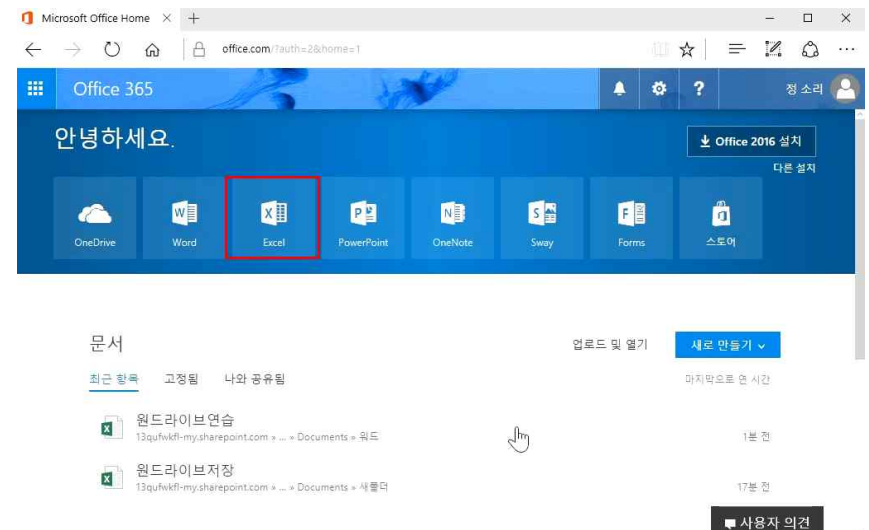 Microsoft Office Home
office.com/?auth=2&home=1
Office 365
?
정 소리
안녕하세요.
Office 2016 설치
다른 설치
OneDrive
Word
Excel
PowerPoint
OneNote
Sway
Forms
스토어
문서
업로드 및 열기
새로 만들기
최근 항목
고정됨
나와 공유됨
마지막으로 연 시간
원드라이브연습
13qufwkfl-my.sharepoint.com » ... » Documents » 워드
1분 전
원드라이브저장
13qufwkfl-my.sharepoint.com » ... » Documents » 새폴더
17분 전
사용자 의견